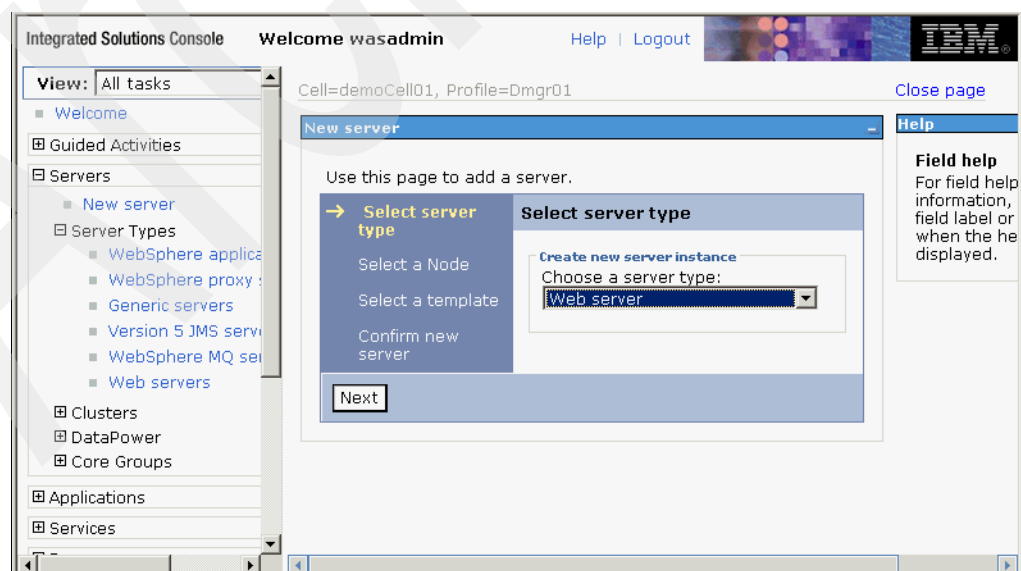 Integrated Solutions Console Welcome wasadmin Help | Logout IBM®
View: All tasks
Welcome
Guided Activities
Servers
New server
Server Types
WebSphere applica
WebSphere proxy
Generic servers
Version 5 JMS serv
WebSphere MQ ser
Web servers
Clusters
DataPower
Core Groups
Applications
Services
Cell=demoCell01, Profile=Dmgr01
Close page
New server
Use this page to add a server.
Select server
type
Select a Node
Select a template
Confirm new
server
Select server type
Create new server instance
Choose a server type:
Web server
Next
Help
Field help
For field help
information,
field label or
when the he
displayed.